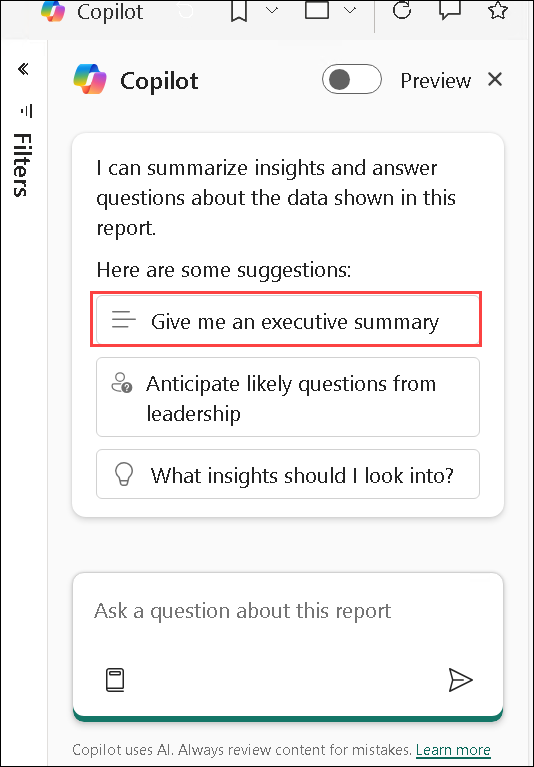 Copilot
Filters
Copilot
Preview
I can summarize insights and answer
questions about the data shown in this
report.
Here are some suggestions:
Give me an executive summary
Anticipate likely questions from
leadership
What insights should I look into?
Ask a question about this report
Copilot uses AI. Always review content for mistakes. Learn more